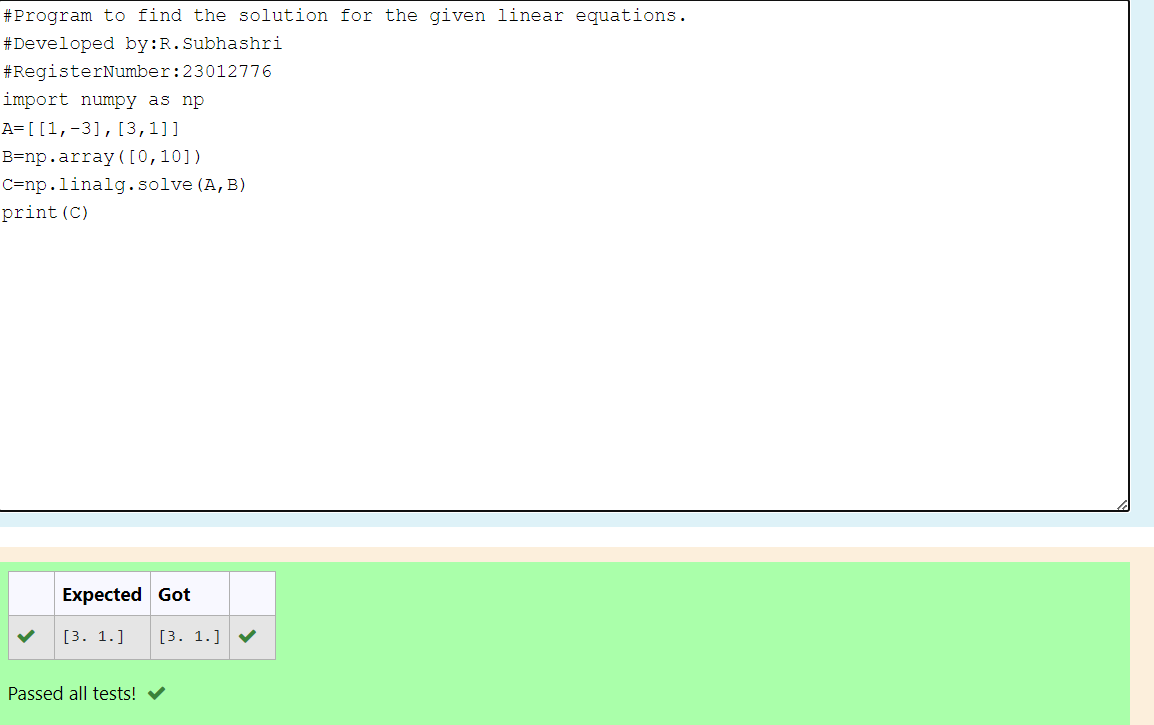 #Program to find the solution for the given linear equations.
#Developed by:R.Subhashri
#RegisterNumber:23012776
import numpy as np
A=[[1,-3],[3,1]]
B=np.array([0,10])
C=np.linalg.solve(A,B)
print(C)
Expected Got
[3. 1.] [3. 1.]
Passed all tests!